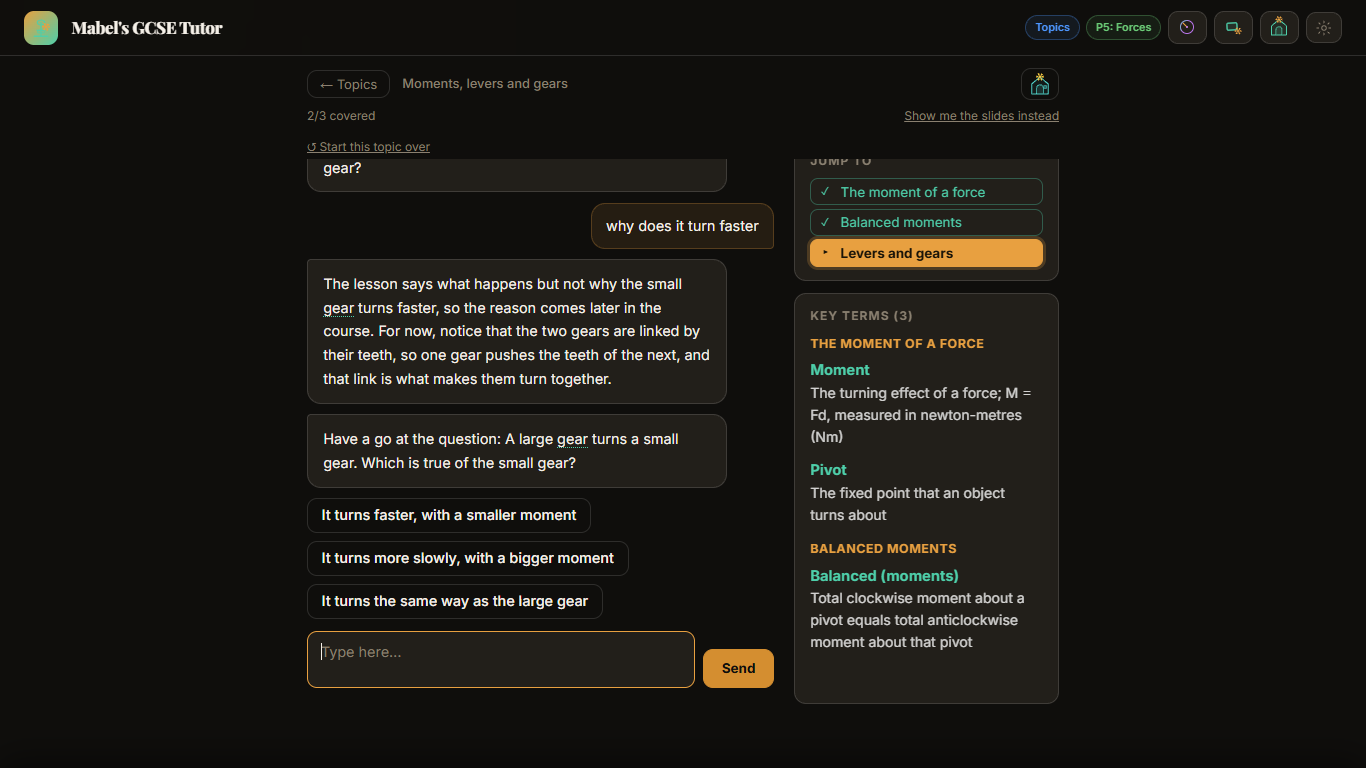 Mabel's GCSE Tutor
Topics
P5: Forces
← Topics
Moments, levers and gears
2/3 covered
Show me the slides instead
↺ Start this topic over
gear?
why does it turn faster
The lesson says what happens but not why the small
gear turns faster, so the reason comes later in the
course. For now, notice that the two gears are linked by
their teeth, so one gear pushes the teeth of the next, and
that link is what makes them turn together.
Have a go at the question: A large gear turns a small
gear. Which is true of the small gear?
It turns faster, with a smaller moment
It turns more slowly, with a bigger moment
It turns the same way as the large gear
Type here...
Send
JUMP TO
✓ The moment of a force
✓ Balanced moments
▸ Levers and gears
KEY TERMS (3)
THE MOMENT OF A FORCE
Moment
The turning effect of a force; M =
Fd, measured in newton-metres
(Nm)
Pivot
The fixed point that an object
turns about
BALANCED MOMENTS
Balanced (moments)
Total clockwise moment about a
pivot equals total anticlockwise
moment about that pivot